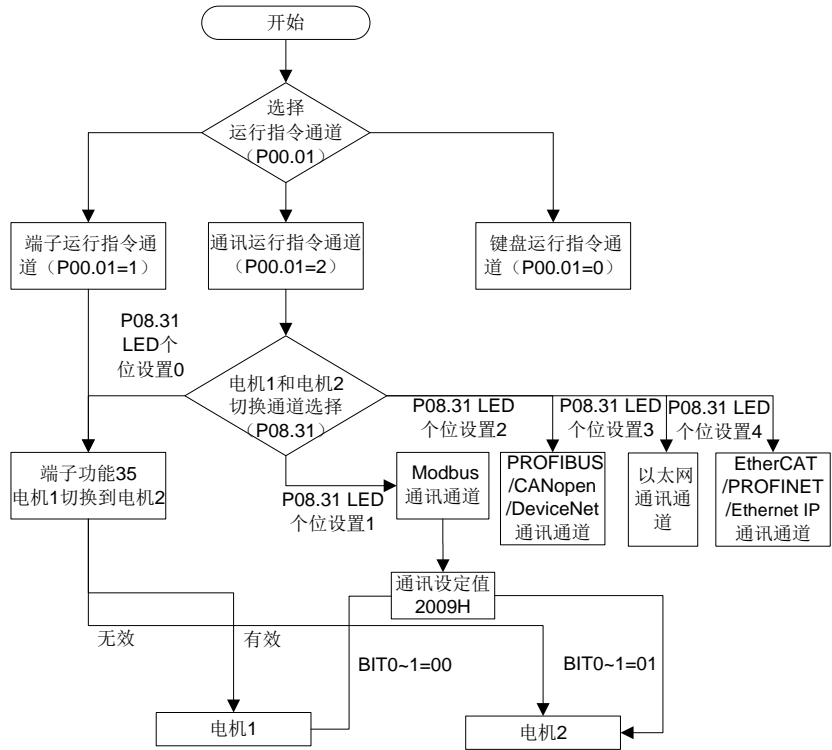 开始
选择
运行指令通道
（P00.01）
端子运行指令通
道（P00.01=1）
通讯运行指令通道
（P00.01=2）
键盘运行指令通
道（P00.01=0）
P08.31
LED个
位设置0
电机1和电机2
切换通道选择
（P08.31）
P08.31 LED
个位设置2
P08.31 LED
个位设置3
P08.31 LED
个位设置4
端子功能35
电机1切换到电机2
P08.31 LED
个位设置1
Modbus
通讯通道
PROFIBUS
/CANopen
/DeviceNet
通讯通道
以太网
通讯通
道
EtherCAT
/PROFINET
/Ethernet IP
通讯通道
通讯设定值
2009H
无效
有效
BIT0~1=00
BIT0~1=01
电机1
电机2